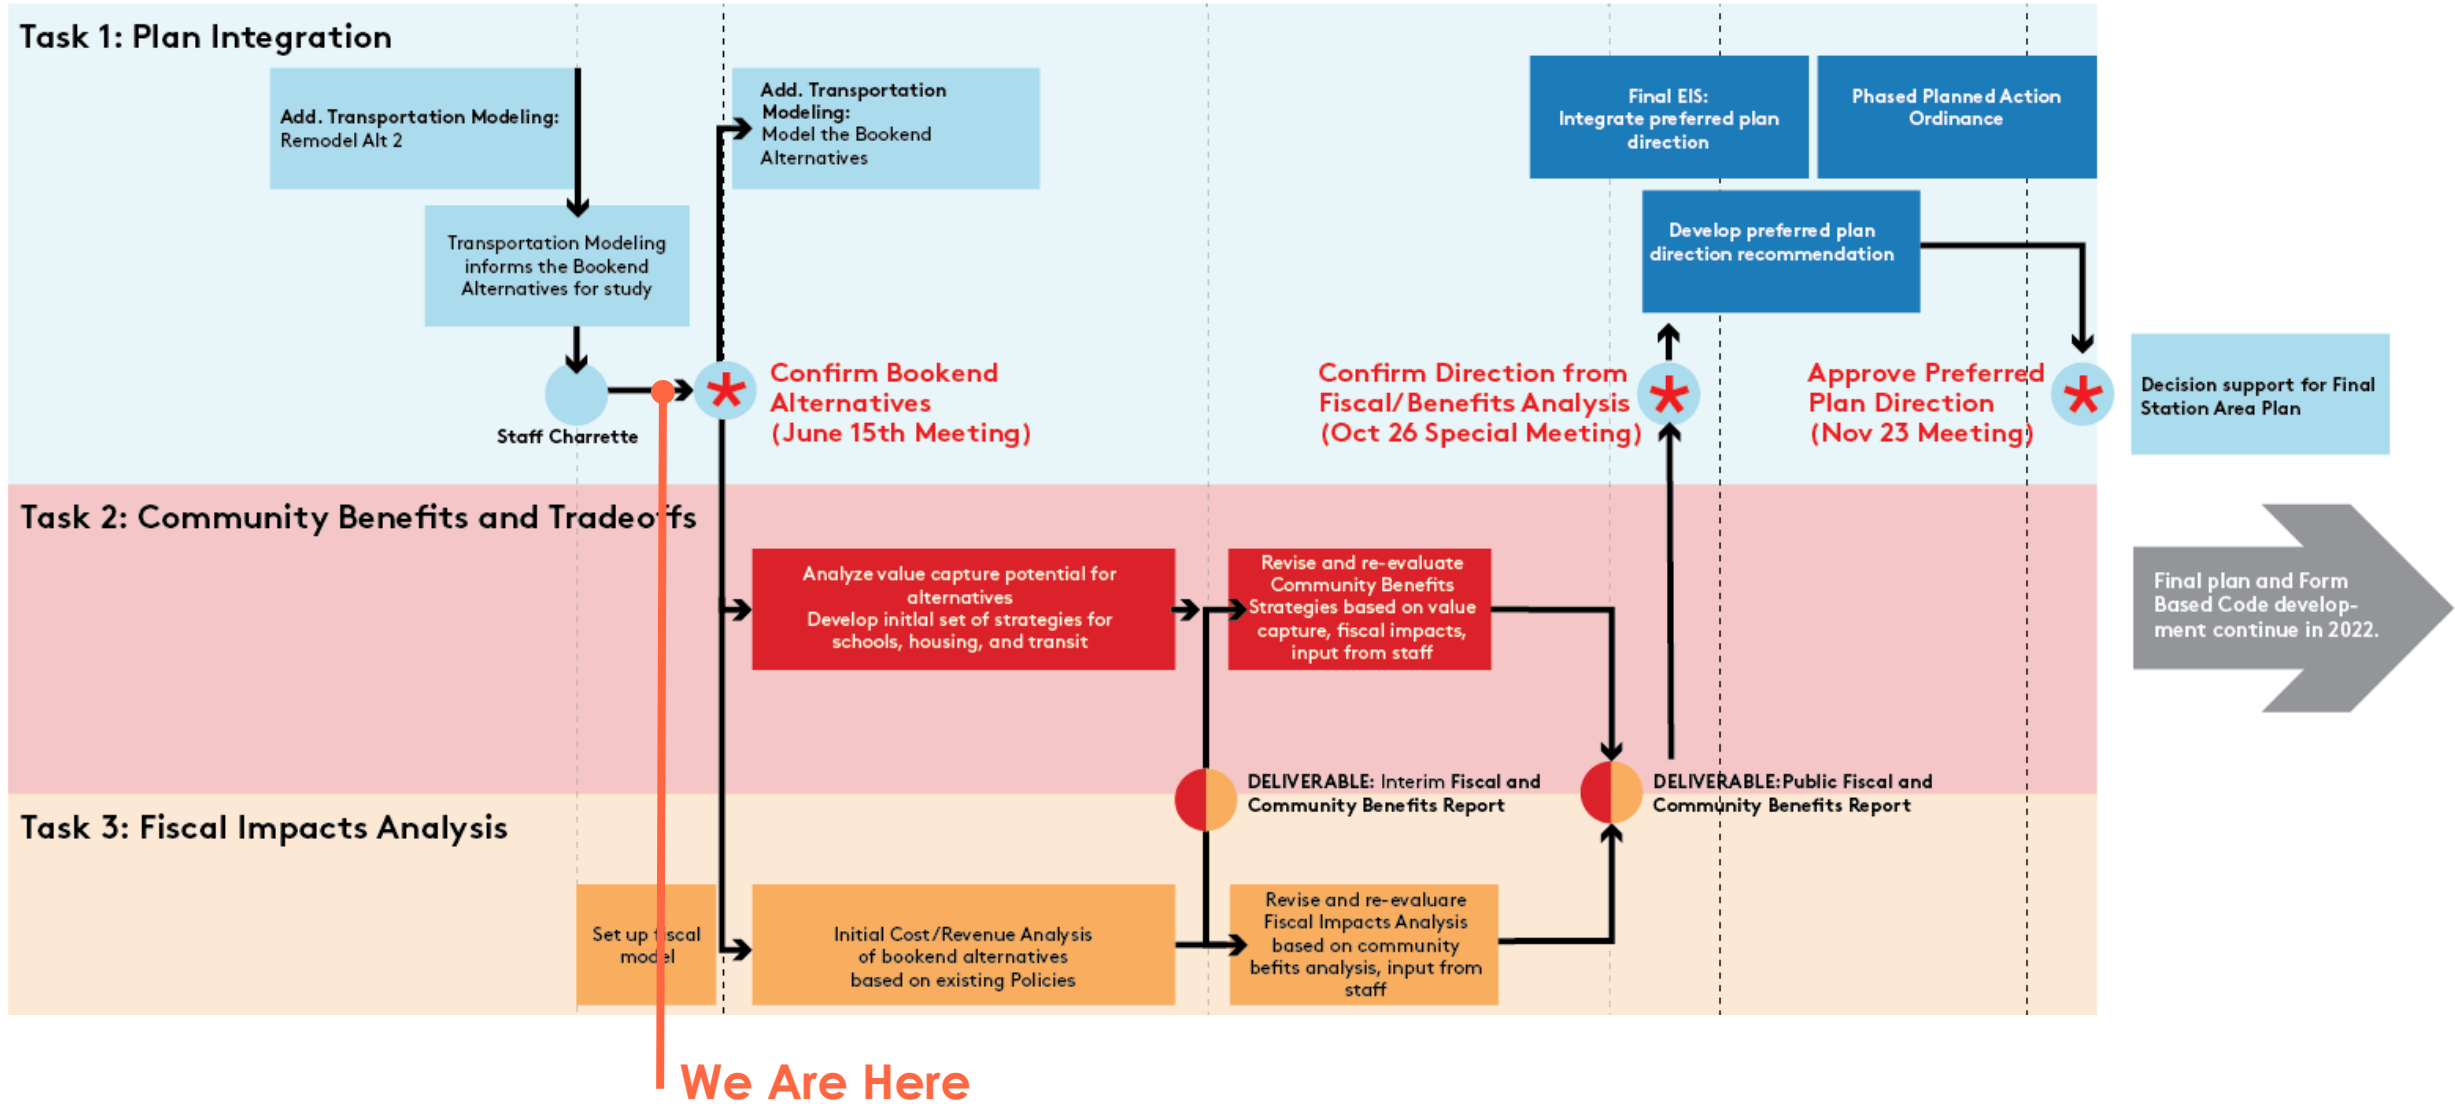 Task 1: Plan Integration
Add. Transportation Modeling:
Remodel Alt 2
Add. Transportation
Modeling:
Model the Bookend
Alternatives
Final EIS:
Integrate preferred plan
direction
Phased Planned Action
Ordinance
Transportation Modeling
informs the Bookend
Alternatives for study
Develop preferred plan
direction recommendation
Staff Charrette
*
Confirm Bookend
Alternatives
(June 15th Meeting)
Confirm Direction from
Fiscal/Benefits Analysis
(Oct 26 Special Meeting)
*
Approve Preferred
Plan Direction
(Nov 23 Meeting)
*
Decision support for Final
Station Area Plan
Task 2: Community Benefits and Tradeoffs
Analyze value capture potential for
alternatives
Develop initial set of strategies for
schools, housing, and transit
Revise and re-evaluate
Community Benefits
Strategies based on value
capture, fiscal impacts,
input from staff
Final plan and Form
Based Code develop-
ment continue in 2022.
DELIVERABLE: Interim Fiscal and
Community Benefits Report
DELIVERABLE:Public Fiscal and
Community Benefits Report
Task 3: Fiscal Impacts Analysis
Set up fiscal
model
Initial Cost/Revenue Analysis
of bookend alternatives
based on existing Policies
Revise and re-evaluare
Fiscal Impacts Analysis
based on community
befits analysis, input from
staff
We Are Here